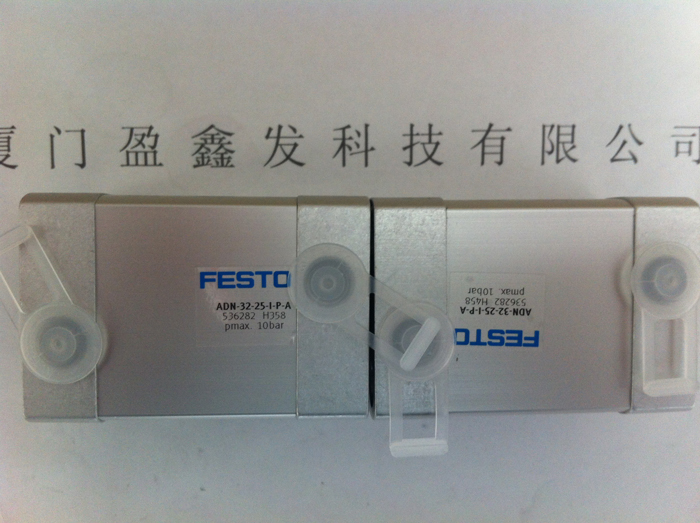 厦门盈鑫发科技有限公司
FESTO
ADN-32-25-I-P-A
536282 H358
pmax. 10bar
FESTO
ADN-32-25-I-P-A
536282 H458
pmax. 10bar